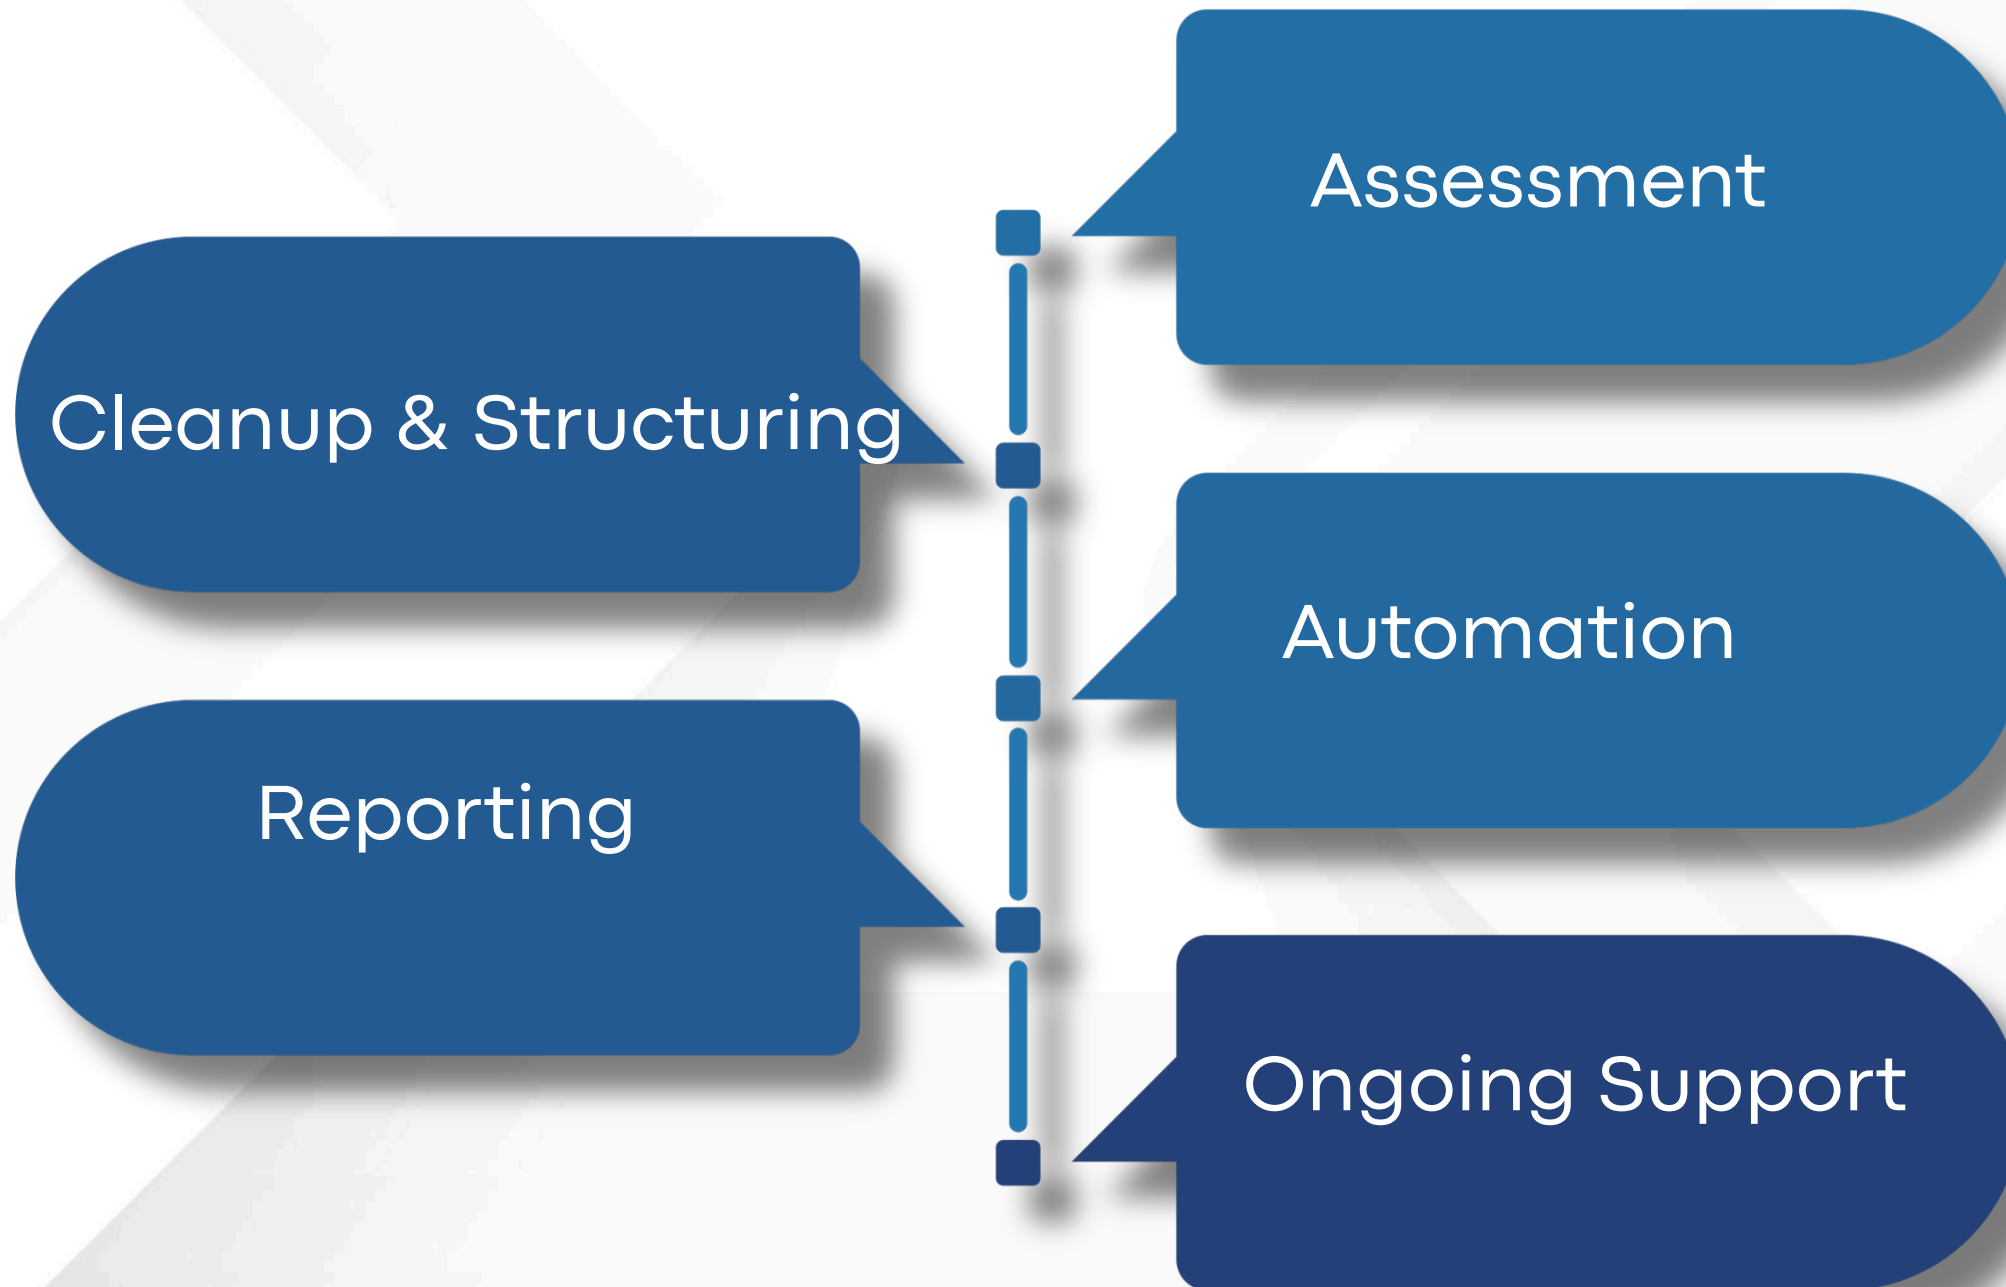 Assessment
Cleanup & Structuring
Automation
Reporting
Ongoing Support